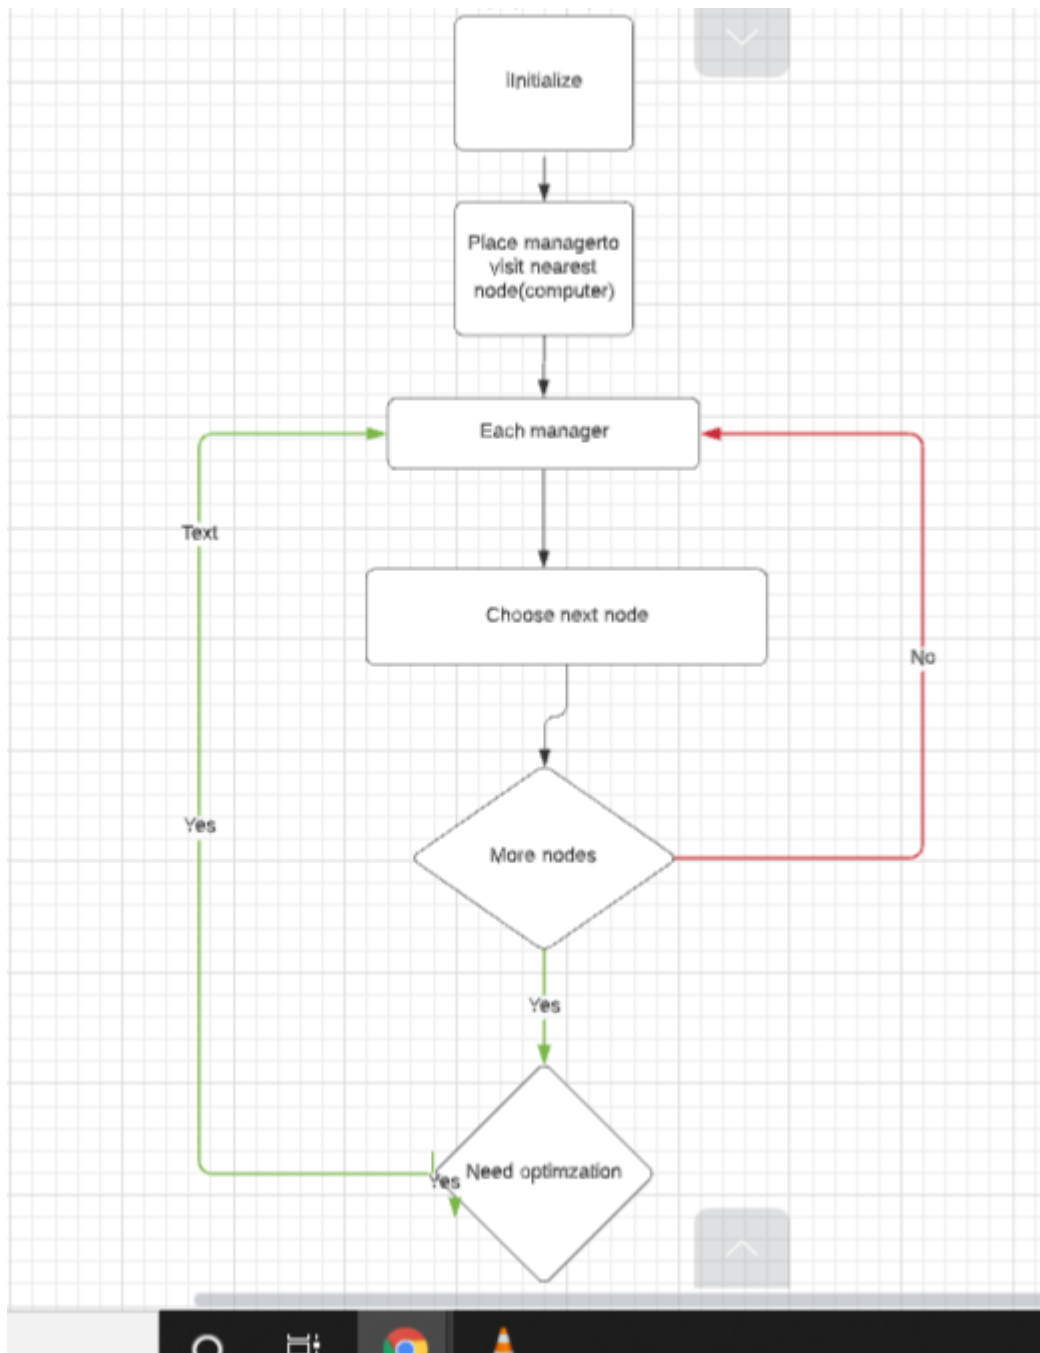 iInitialize
Place managerto
visit nearest
node(computer)
Each manager
Text
Choose next node
No
Yes
More nodes
Yes
Need optimzation
Yes